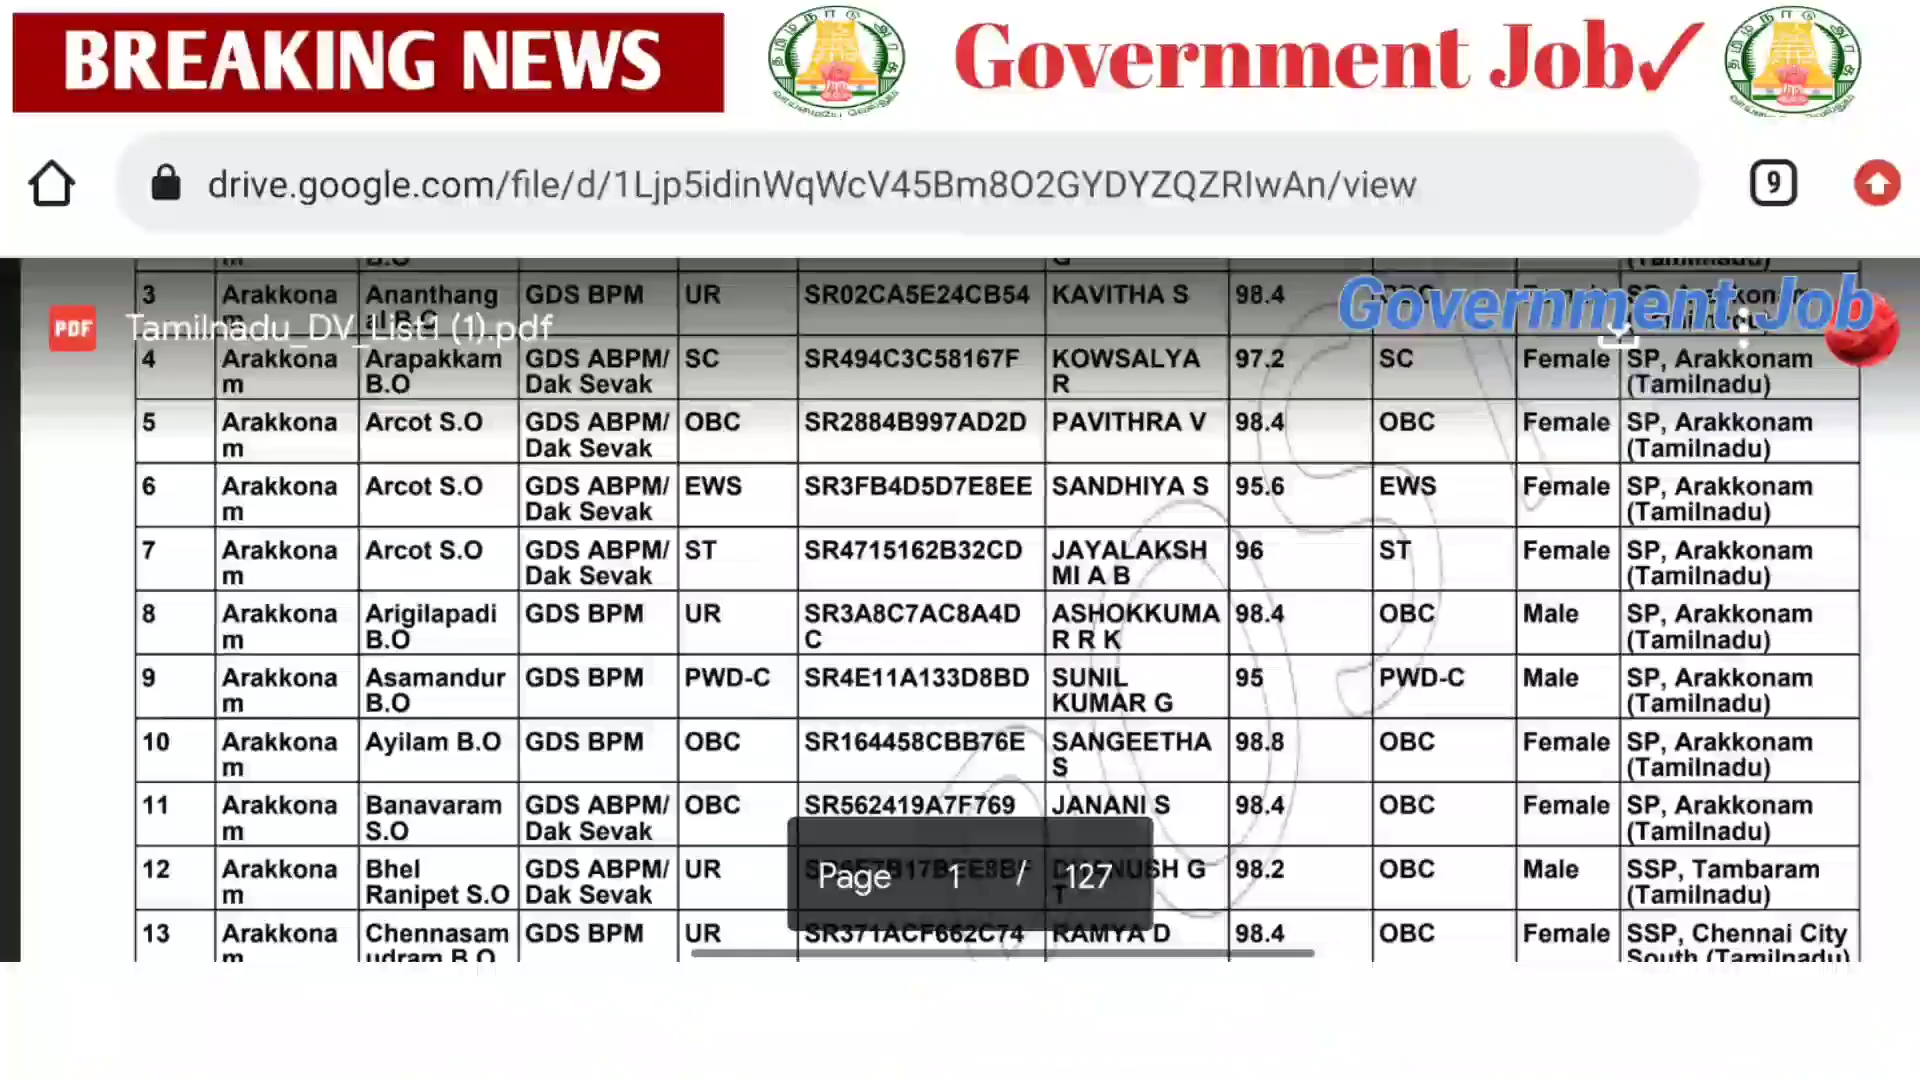 BREAKING NEWS
Government Job✓
drive.google.com/file/d/1Ljp5idinWqWcV45Bm8O2GYDYZQZRIwAn/view
9
Government Job
PDF
Tamilnadu_DV_List1 (1).pdf
3 Arakkona Ananthang GDS BPM UR SR02CA5E24CB54 KAVITHA S 98.4
4 Arakkona Arapakkam GDS ABPM/ SC SR494C3C58167F KOWSALYA 97.2 SC Female SP, Arakkonam
m B.O Dak Sevak R (Tamilnadu)
5 Arakkona Arcot S.O GDS ABPM/ OBC SR2884B997AD2D PAVITHRA V 98.4 OBC Female SP, Arakkonam
m Dak Sevak (Tamilnadu)
6 Arakkona Arcot S.O GDS ABPM/ EWS SR3FB4D5D7E8EE SANDHIYA S 95.6 EWS Female SP, Arakkonam
m Dak Sevak (Tamilnadu)
7 Arakkona Arcot S.O GDS ABPM/ ST SR4715162B32CD JAYALAKSH 96 ST Female SP, Arakkonam
m Dak Sevak MI A B (Tamilnadu)
8 Arakkona Arigilapadi GDS BPM UR SR3A8C7AC8A4D ASHOKKUMA 98.4 OBC Male SP, Arakkonam
m B.O C R R K (Tamilnadu)
9 Arakkona Asamandur GDS BPM PWD-C SR4E11A133D8BD SUNIL 95 PWD-C Male SP, Arakkonam
m B.O KUMAR G (Tamilnadu)
10 Arakkona Ayilam B.O GDS BPM OBC SR164458CBB76E SANGEETHA 98.8 OBC Female SP, Arakkonam
m S (Tamilnadu)
11 Arakkona Banavaram GDS ABPM/ OBC SR562419A7F769 JANANI S 98.4 OBC Female SP, Arakkonam
m S.O Dak Sevak (Tamilnadu)
12 Arakkona Bhel GDS ABPM/ UR 98.2 OBC Male SSP, Tambaram
m Ranipet S.O Dak Sevak (Tamilnadu)
Page 1 / 127
13 Arakkona Chennasam GDS BPM UR SR371ACF662C74 RAMYA D 98.4 OBC Female SSP, Chennai City
m udram B.O South (Tamilnadu)